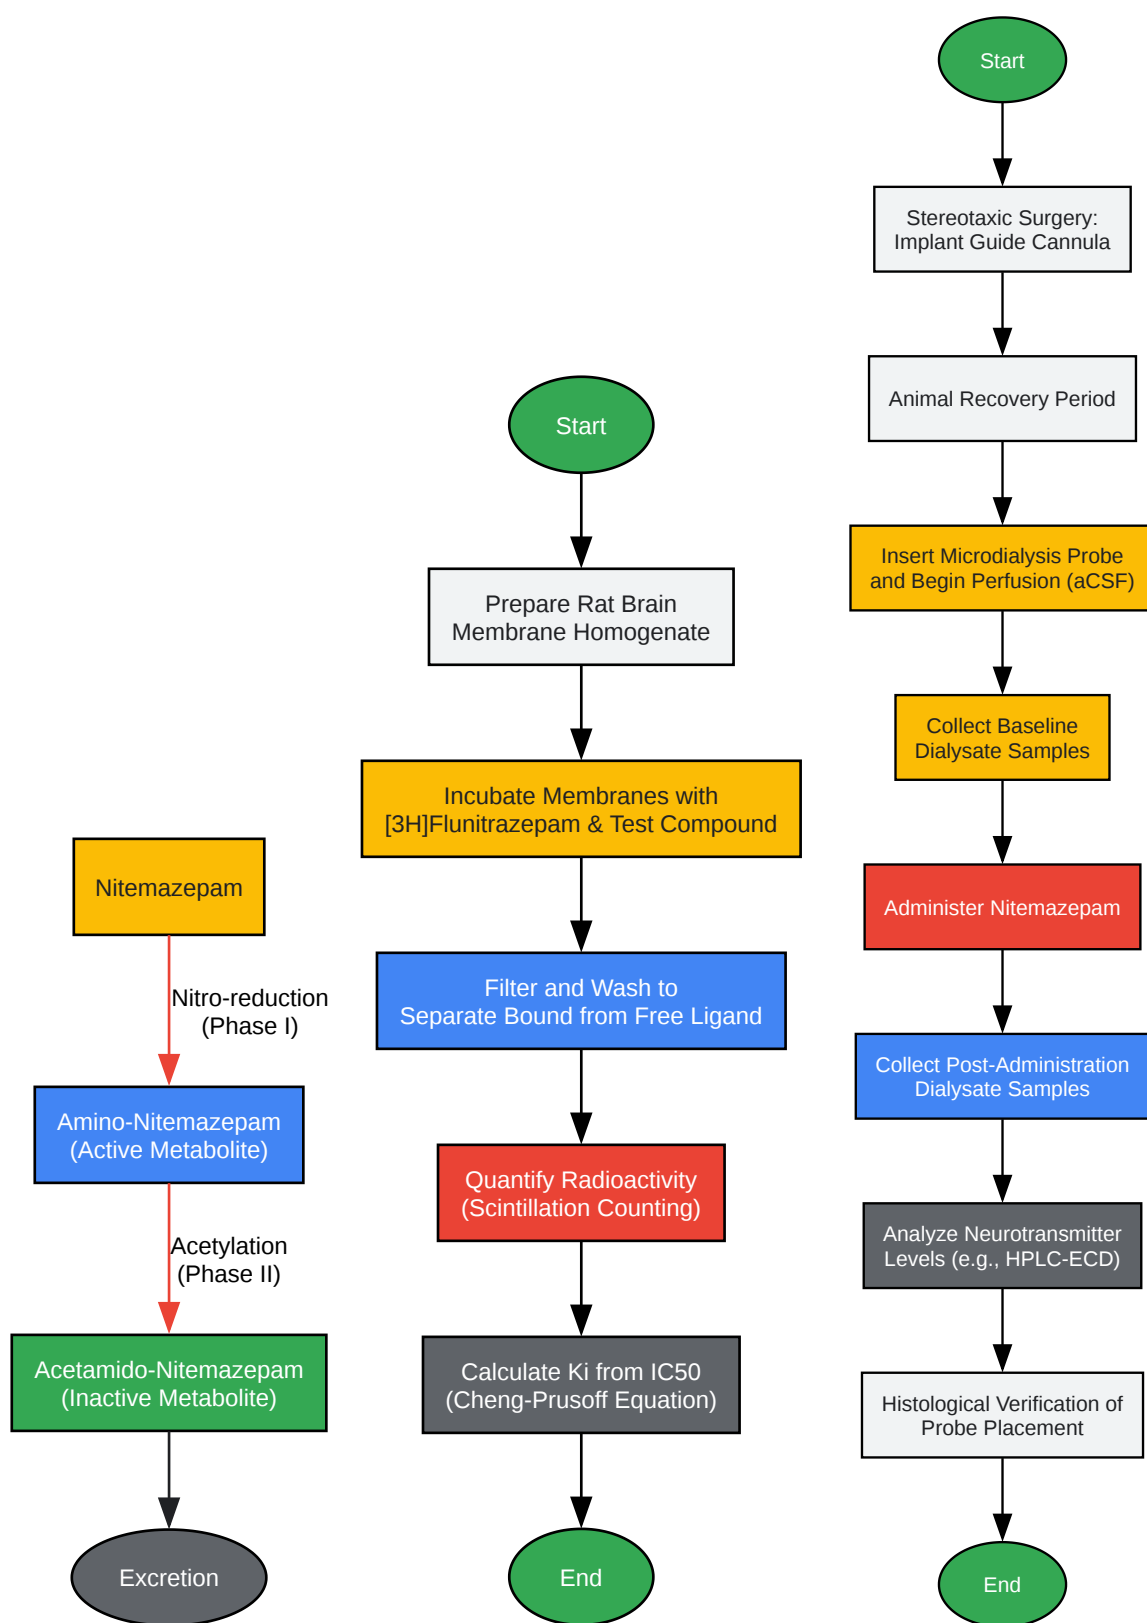 Nitemazepam
Nitro-reduction
(Phase I)
Amino-Nitemazepam
(Active Metabolite)
Acetylation
(Phase II)
Acetamido-Nitemazepam
(Inactive Metabolite)
Excretion
Start
Prepare Rat Brain
Membrane Homogenate
Incubate Membranes with
[3H]Flunitrazepam & Test Compound
Filter and Wash to
Separate Bound from Free Ligand
Quantify Radioactivity
(Scintillation Counting)
Calculate Ki from IC50
(Cheng-Prusoff Equation)
End
Start
Stereotaxic Surgery:
Implant Guide Cannula
Animal Recovery Period
Insert Microdialysis Probe
and Begin Perfusion (aCSF)
Collect Baseline
Dialysate Samples
Administer Nitemazepam
Collect Post-Administration
Dialysate Samples
Analyze Neurotransmitter
Levels (e.g., HPLC-ECD)
Histological Verification of
Probe Placement
End